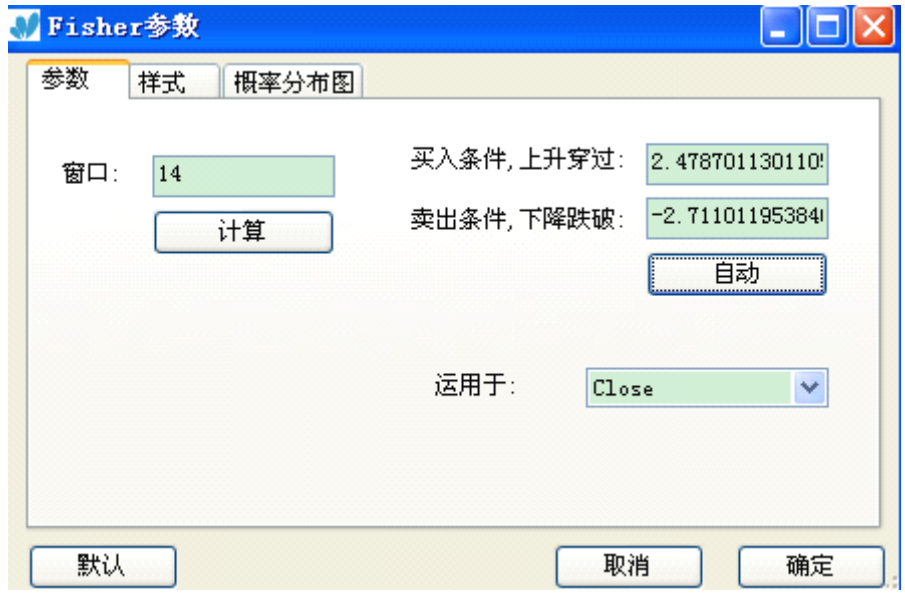 Fisher参数
参数 样式 概率分布图
窗口: 14
计算
买入条件,上升穿过: 2.478701130110
卖出条件,下降跌破: -2.71101195384
自动
运用于: Close
默认 取消 确定